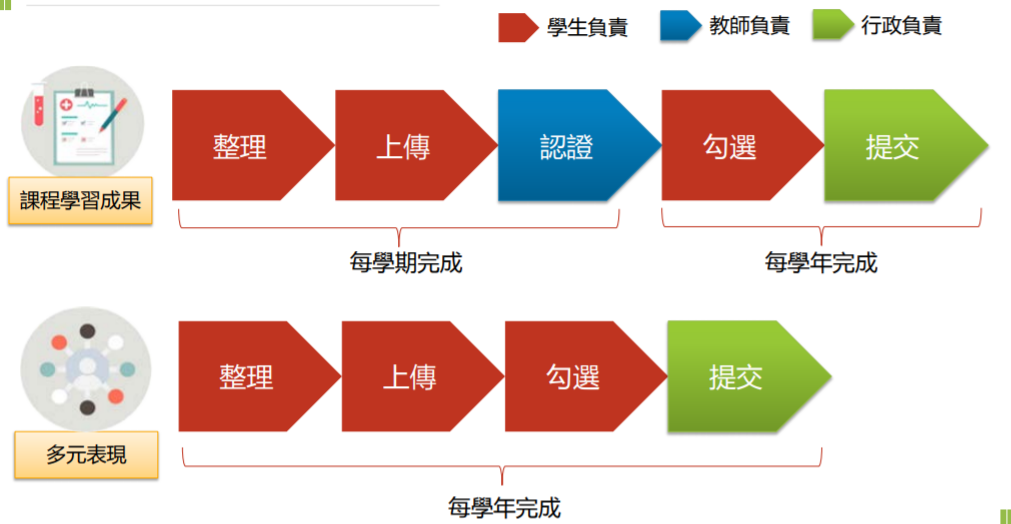 學生負責
教師負責
行政負責
整理
上傳
認證
勾選
提交
課程學習成果
每學期完成
每學年完成
整理
上傳
勾選
提交
多元表現
每學年完成